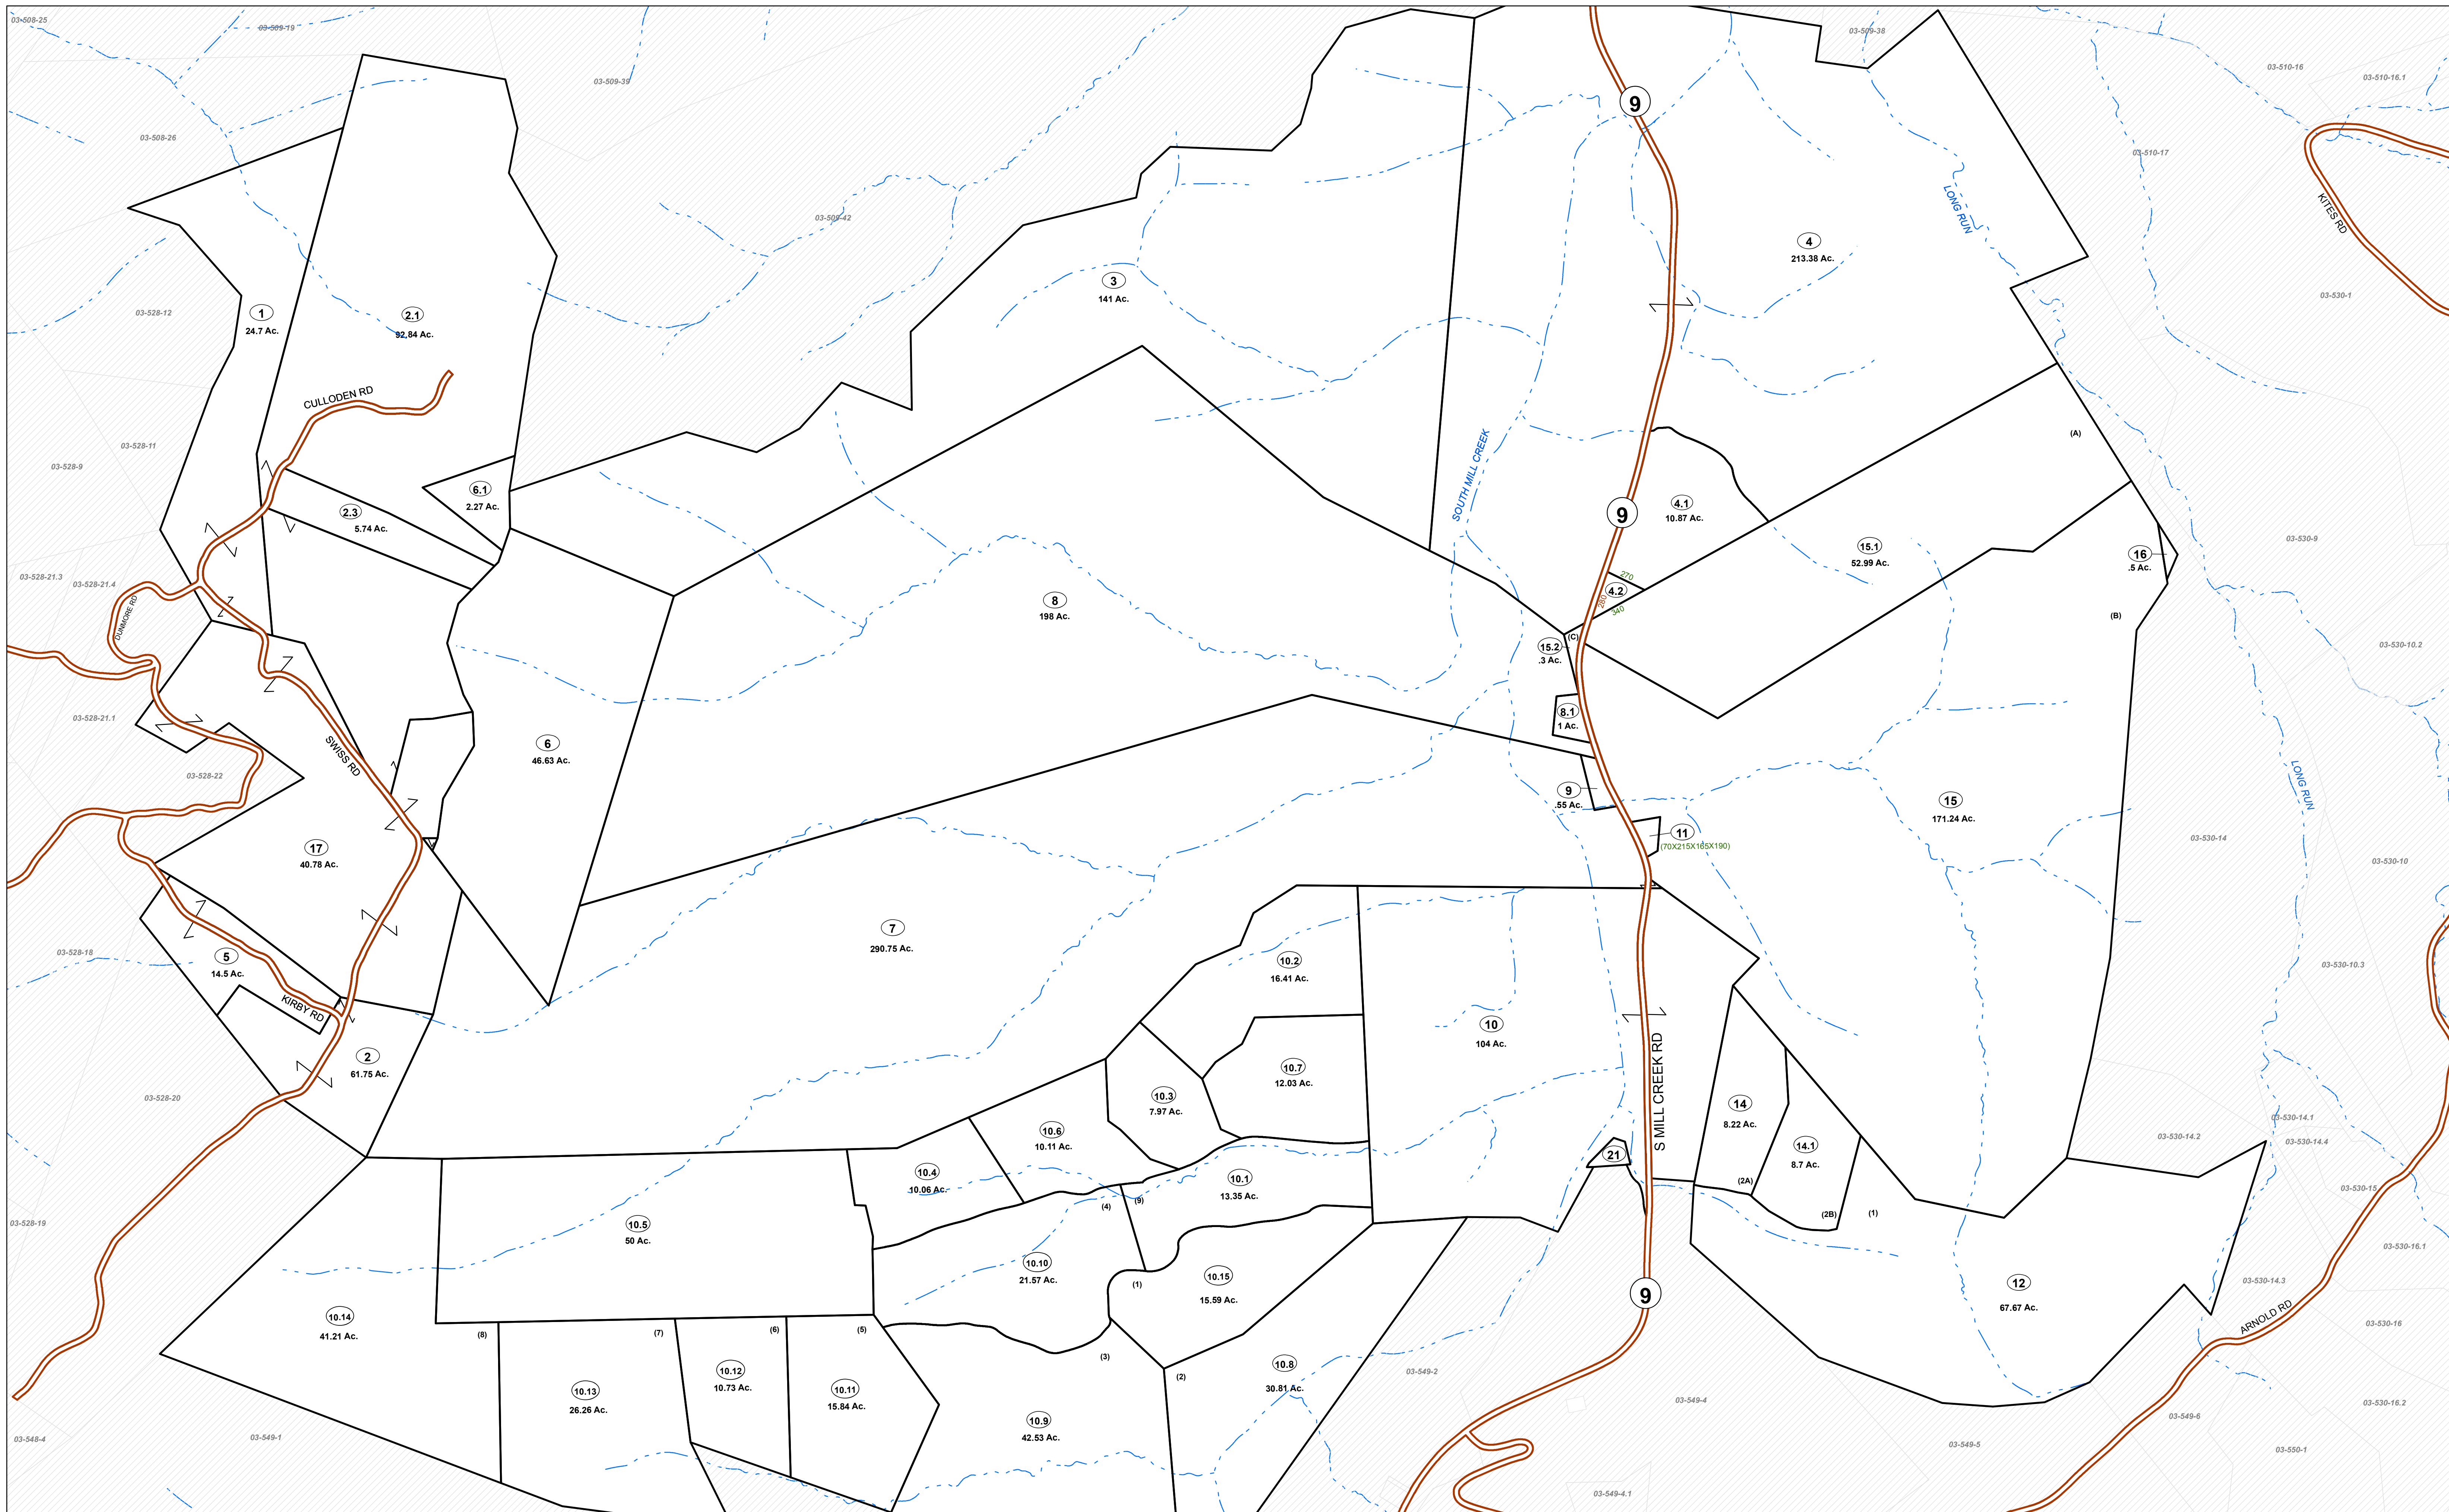 03-508-25
03-509-19
03-509-39
03-509-38
03-510-16
03-510-16.1
9
03-508-26
03-510-17
LONG RUN
KITES RD
03-509-42
4
213.38 Ac.
3
141 Ac.
03-530-1
1
24.7 Ac.
2.1
92.84 Ac.
03-528-12
CULLODEN RD
03-528-11
03-528-9
(A)
SOUTH MILL CREEK
6.1
2.27 Ac.
2.3
5.74 Ac.
4.1
10.87 Ac.
9
15.1
52.99 Ac.
03-530-9
16
.5 Ac.
03-528-21.3
03-528-21.4
270
4.2
280
340
8
198 Ac.
DUNMORE RD
(B)
(C)
15.2
.3 Ac.
03-530-10.2
03-528-21.1
8.1
1 Ac.
6
46.63 Ac.
SWISS RD
03-528-22
9
.55 Ac.
LONG RUN
15
171.24 Ac.
11
(70X215X165X190)
03-530-14
17
40.78 Ac.
03-530-10
7
290.75 Ac.
03-528-18
5
14.5 Ac.
10.2
16.41 Ac.
03-530-10.3
KIRBY RD
10
104 Ac.
2
61.75 Ac.
10.7
12.03 Ac.
S MILL CREEK RD
03-528-20
10.3
7.97 Ac.
14
8.22 Ac.
03-530-14.1
10.6
10.11 Ac.
14.1
8.7 Ac.
03-530-14.2
03-530-14.4
21
10.4
10.06 Ac.
10.1
13.35 Ac.
(2A)
03-530-15
(4)
(9)
(2B)
(1)
03-528-19
10.5
50 Ac.
03-530-16.1
10.10
21.57 Ac.
10.15
15.59 Ac.
(1)
12
67.67 Ac.
03-530-14.3
9
10.14
41.21 Ac.
ARNOLD RD
03-530-16
(8)
(7)
(6)
(5)
(3)
(2)
10.8
30.81 Ac.
03-549-2
10.12
10.73 Ac.
10.13
26.26 Ac.
10.11
15.84 Ac.
03-549-4
03-530-16.2
10.9
42.53 Ac.
03-549-6
03-548-4
03-549-1
03-549-5
03-550-1
03-549-4.1